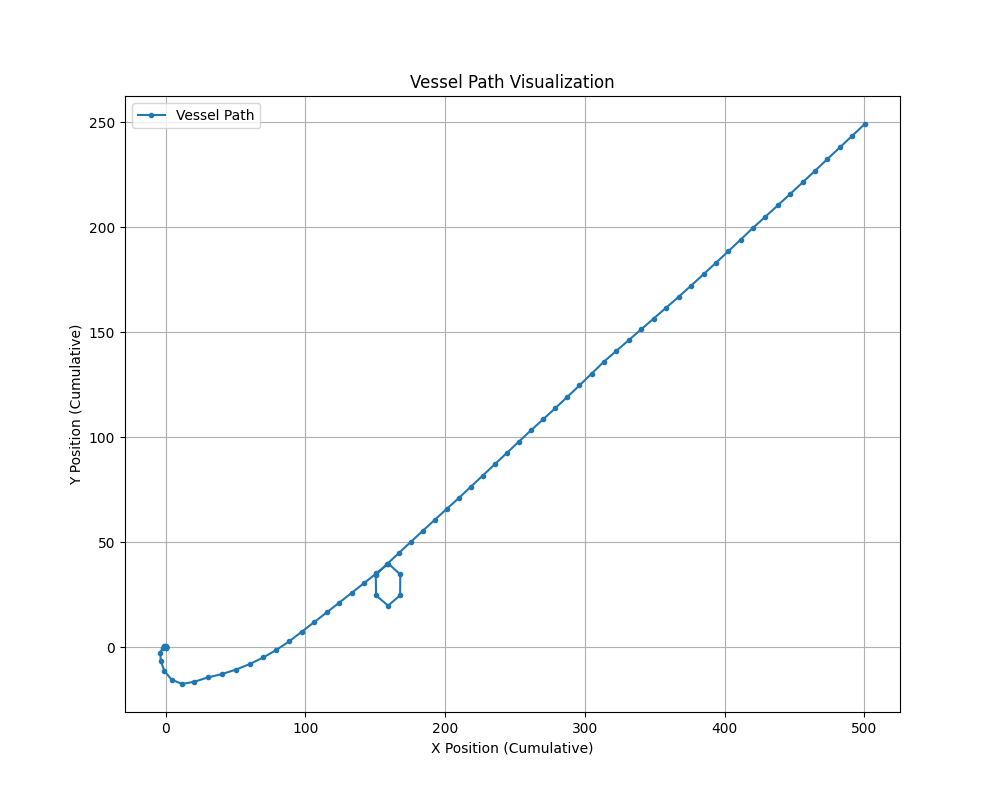 Vessel Path Visualization
Vessel Path
250
200
150
100
50
0
Y Position (Cumulative)
0 100 200 300 400 500
X Position (Cumulative)